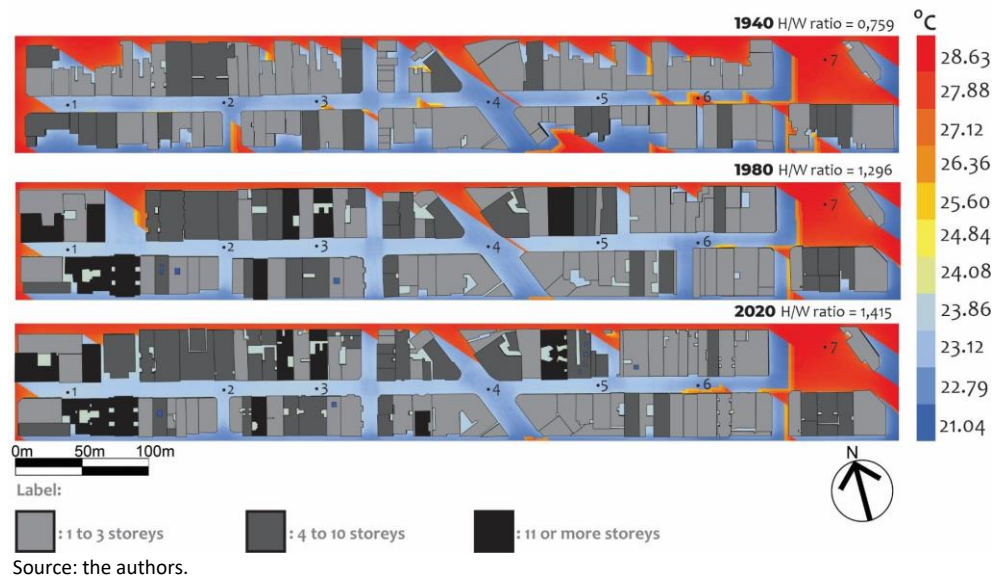 1940 H/W ratio = 0,759
°C
1 2 3 4 5 6 7
1980 H/W ratio = 1,296
1 2 3 4 5 6 7
2020 H/W ratio = 1,415
1 2 3 4 5 6 7
28.63
27.88
27.12
26.36
25.60
24.84
24.08
23.86
23.12
22.79
21.04
0m 50m 100m
N
Label:
: 1 to 3 storeys : 4 to 10 storeys : 11 or more storeys
Source: the authors.